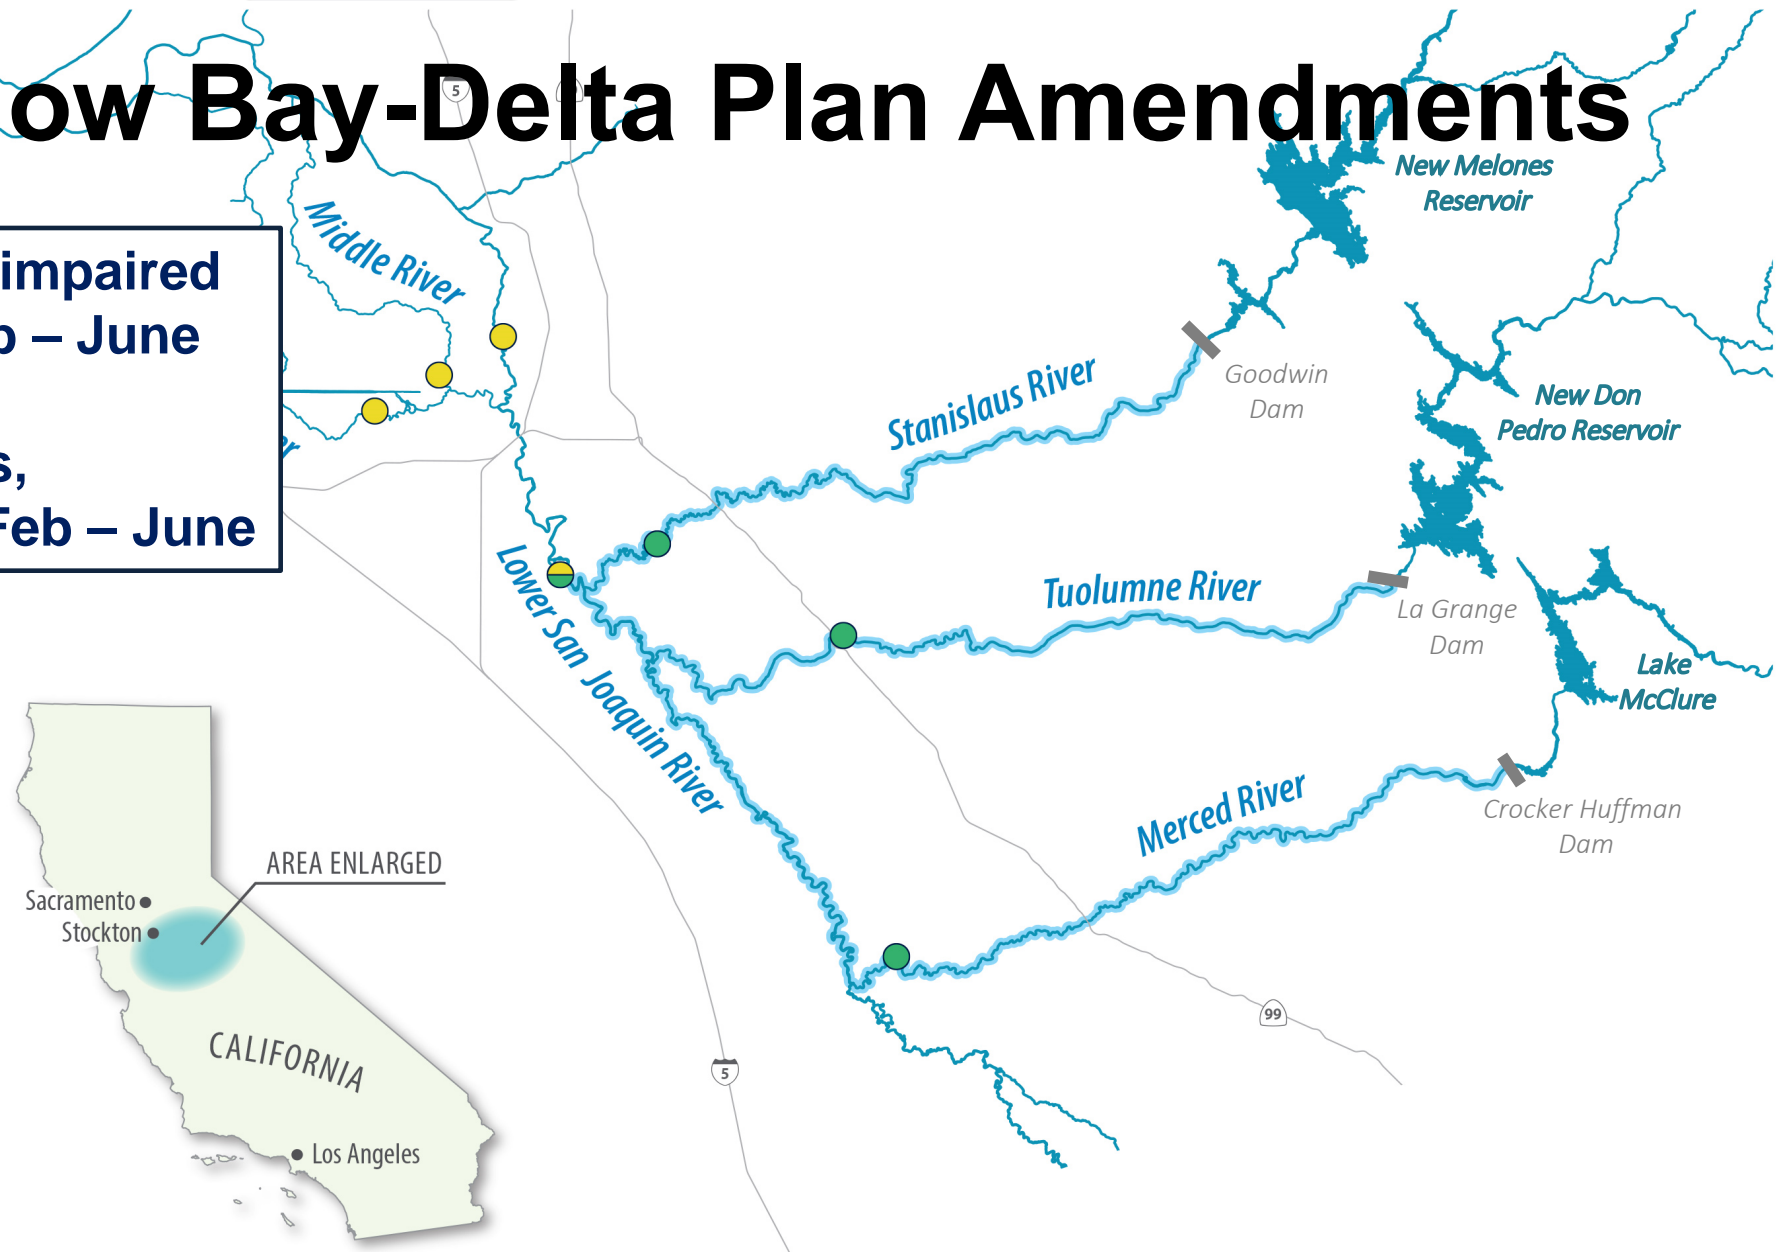 ow Bay-Delta Plan Amendments
5
New Melones
Reservoir
Middle River
impaired
– June
s,
Feb – June
Goodwin
Dam
Stanislaus River
New Don
Pedro Reservoir
Lower San Joaquin River
Tuolumne River
La Grange
Dam
Lake
McClure
Merced River
Crocker Huffman
Dam
AREA ENLARGED
Sacramento
Stockton
CALIFORNIA
Los Angeles
99
5